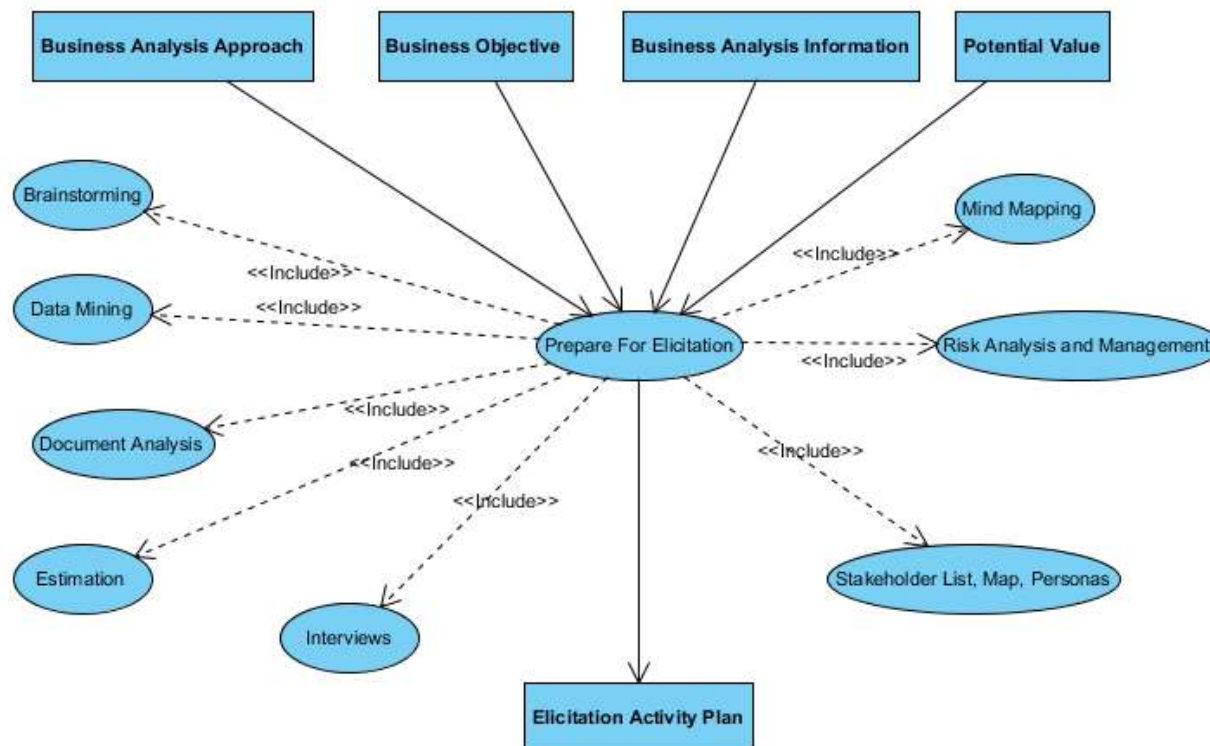 Business Analysis Approach
Business Objective
Business Analysis Information
Potential Value
Brainstorming
Mind Mapping
<<Include>>
<<Include>>
Data Mining
<<Include>>
Prepare For Elicitation
Risk Analysis and Management
<<Include>>
<<Include>>
Document Analysis
<<Include>>
<<Include>>
<<Include>>
Estimation
Stakeholder List, Map, Personas
Interviews
Elicitation Activity Plan